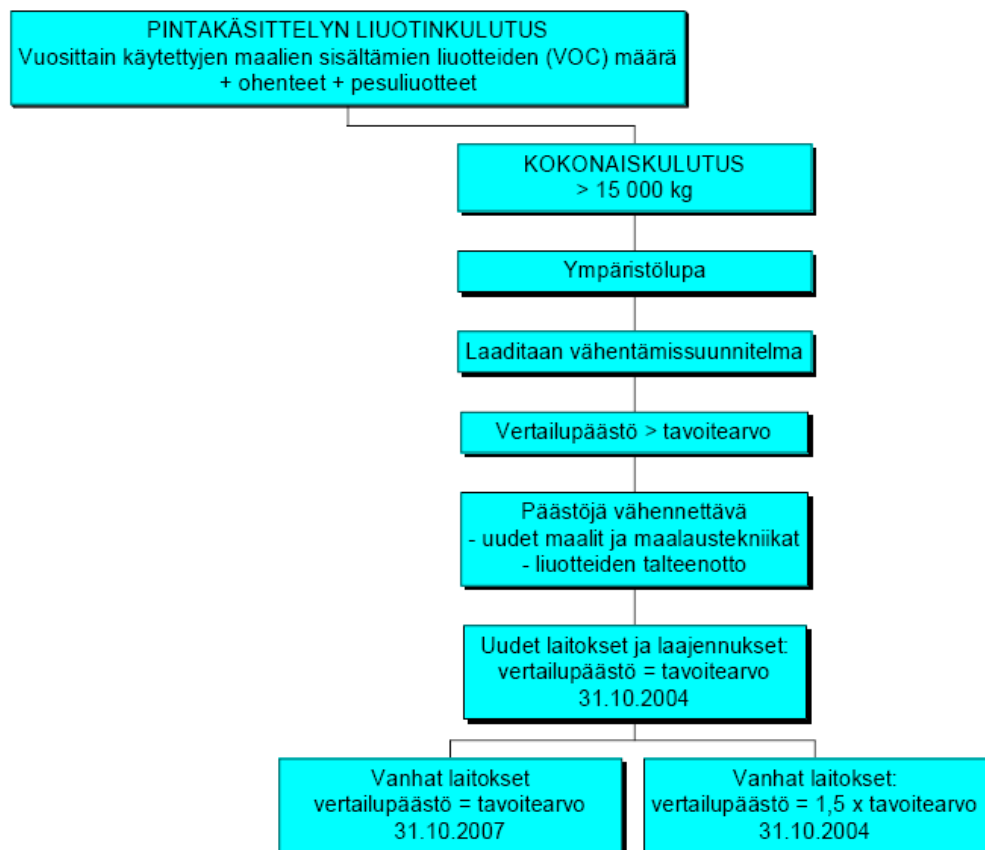 PINTAKÄSITTELYN LIUOTINKULUTUS
Vuosittain käytettyjen maalien sisältämien liuotteiden (VOC) määrä
+ ohenteet + pesuliuotteet
KOKONAISKULUTUS
> 15 000 kg
Ympäristölupa
Laaditaan vähentämissuunnitelma
Vertailupäästö > tavoitearvo
Päästöjä vähennettävä
- uudet maalit ja maalaustekniikat
- liuotteiden talteenotto
Uudet laitokset ja laajennukset:
vertailupäästö = tavoitearvo
31.10.2004
Vanhat laitokset
vertailupäästö = tavoitearvo
31.10.2007
Vanhat laitokset:
vertailupäästö = 1,5 x tavoitearvo
31.10.2004